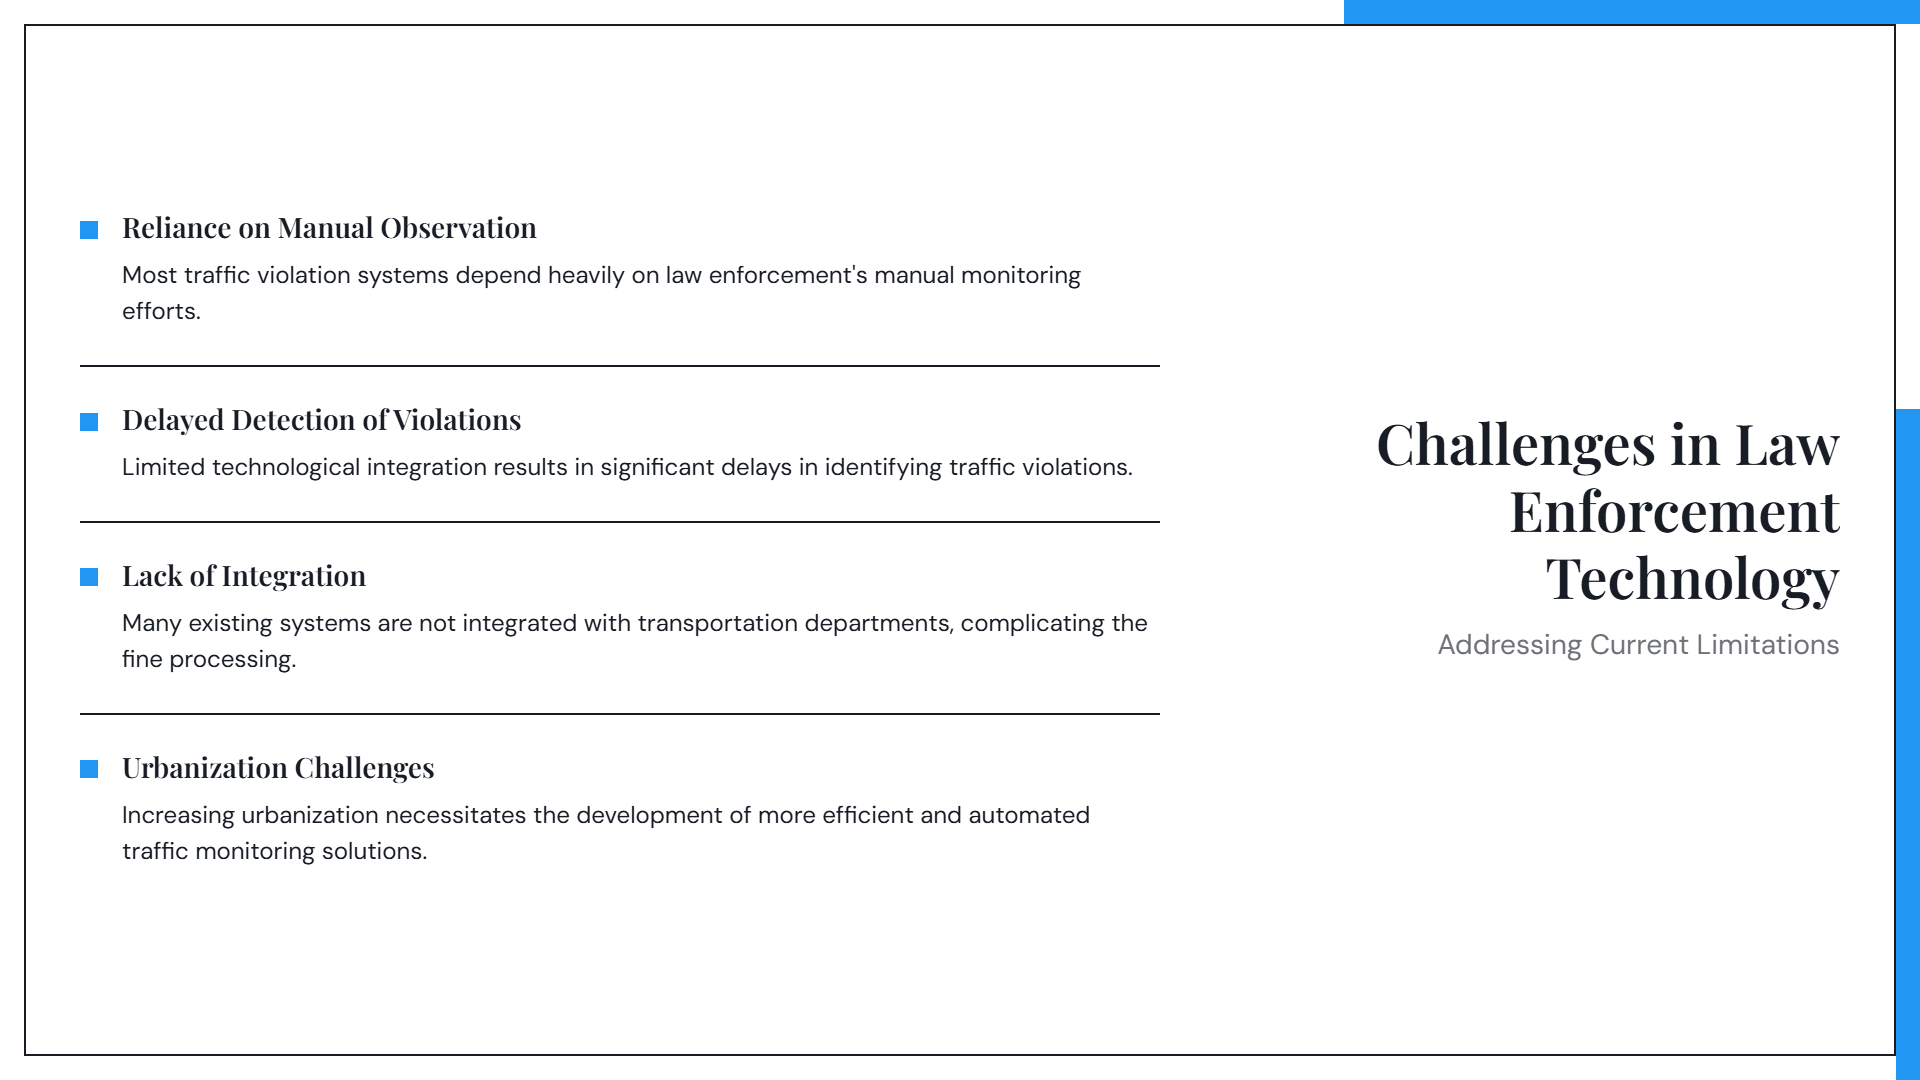 Reliance on Manual Observation
Most traffic violation systems depend heavily on law enforcement's manual monitoring
efforts.
Delayed Detection of Violations
Limited technological integration results in significant delays in identifying traffic violations.
Lack of Integration
Many existing systems are not integrated with transportation departments, complicating the
fine processing.
Urbanization Challenges
Increasing urbanization necessitates the development of more efficient and automated
traffic monitoring solutions.
Challenges in Law
Enforcement
Technology
Addressing Current Limitations